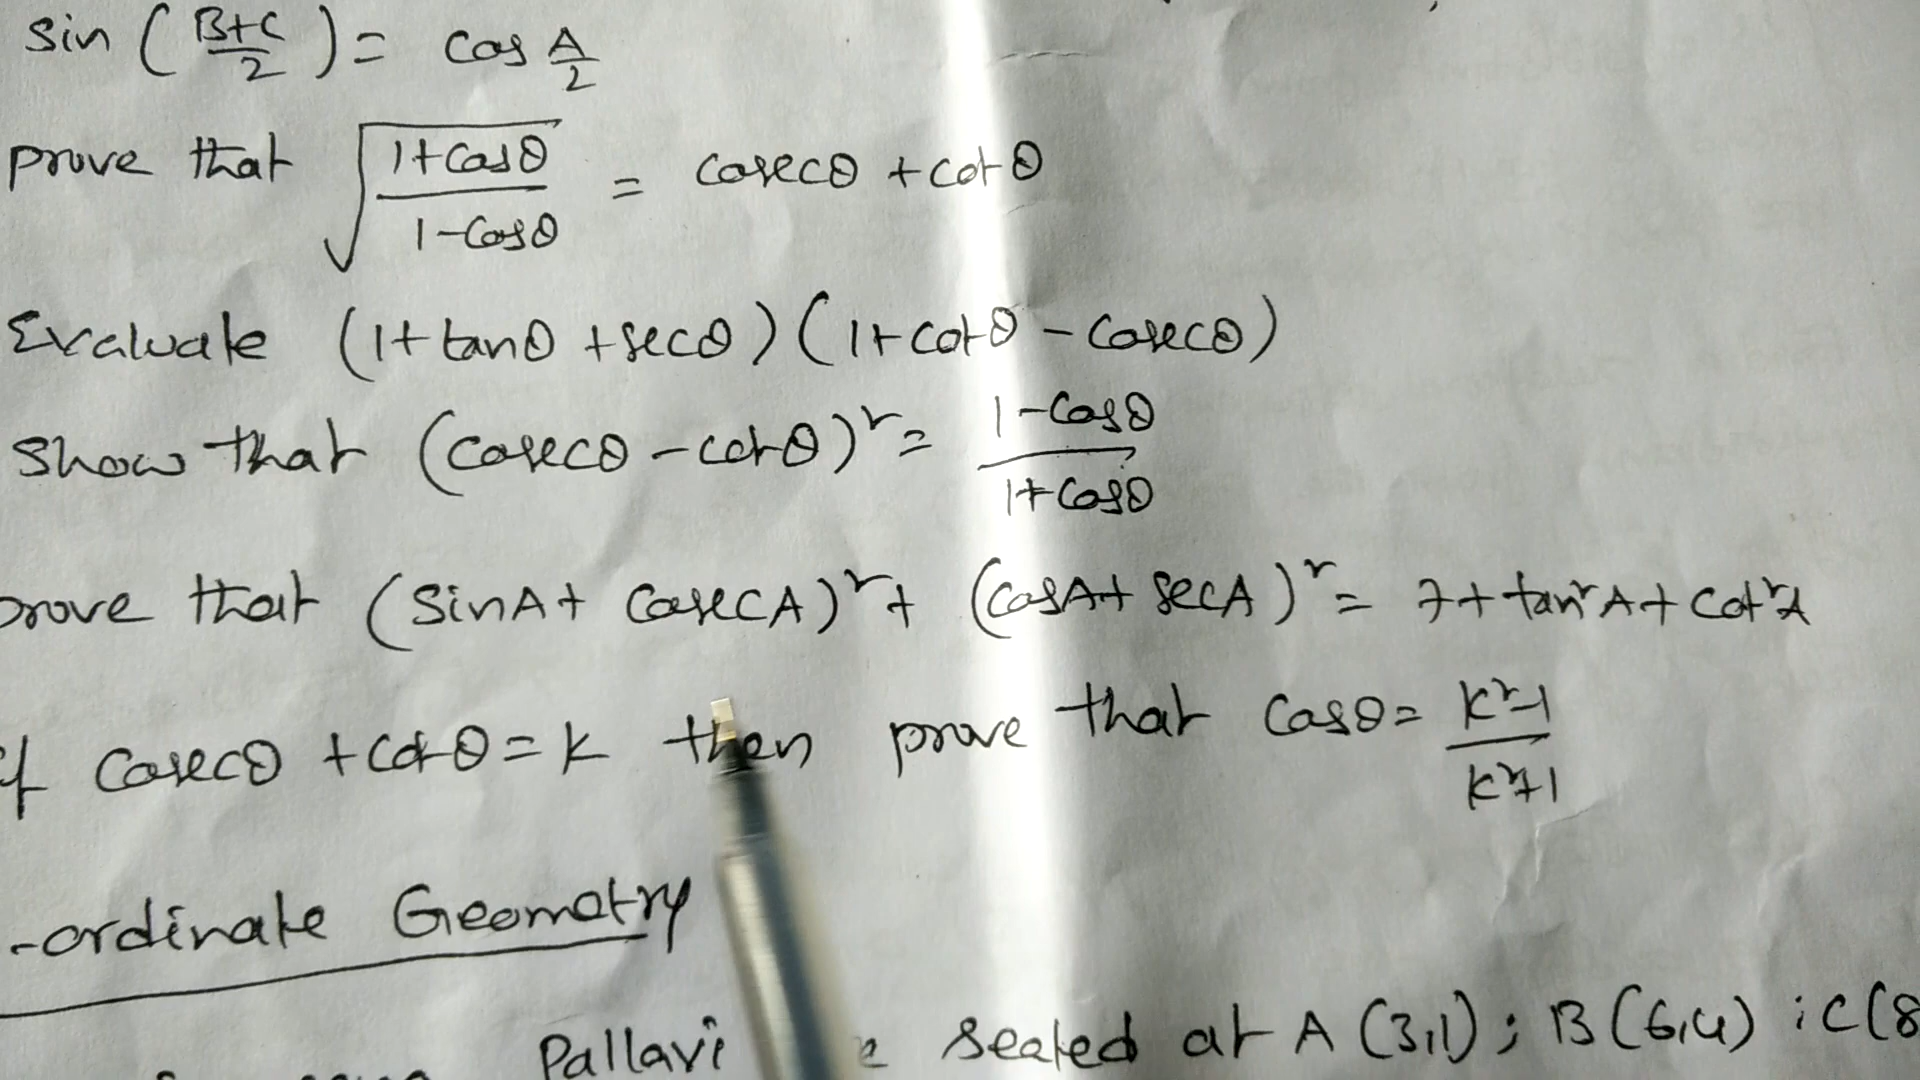 sin (B+C/2) = cos A/2
prove that √(1+cosθ/1-cosθ) = cosecθ + cotθ
Evaluate (1+tanθ+secθ)(1+cotθ-cosecθ)
Show that (cosecθ-cotθ)² = 1-cosθ/1+cosθ
prove that (sinA+ cosecA)²+ (cosA+ secA)² = 7+tan²A+cot²A
if cosecθ +cotθ=k then prove that cosθ= k²-1/k²+1
-ordinate Geometry
Pallavi seated at A(3,1); B(6,4); C(8